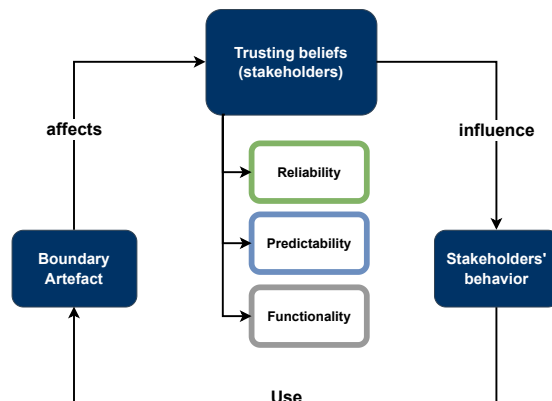 Trusting beliefs
(stakeholders)
affects
influence
Reliability
Predictability
Functionality
Boundary
Artefact
Stakeholders'
behavior
Use